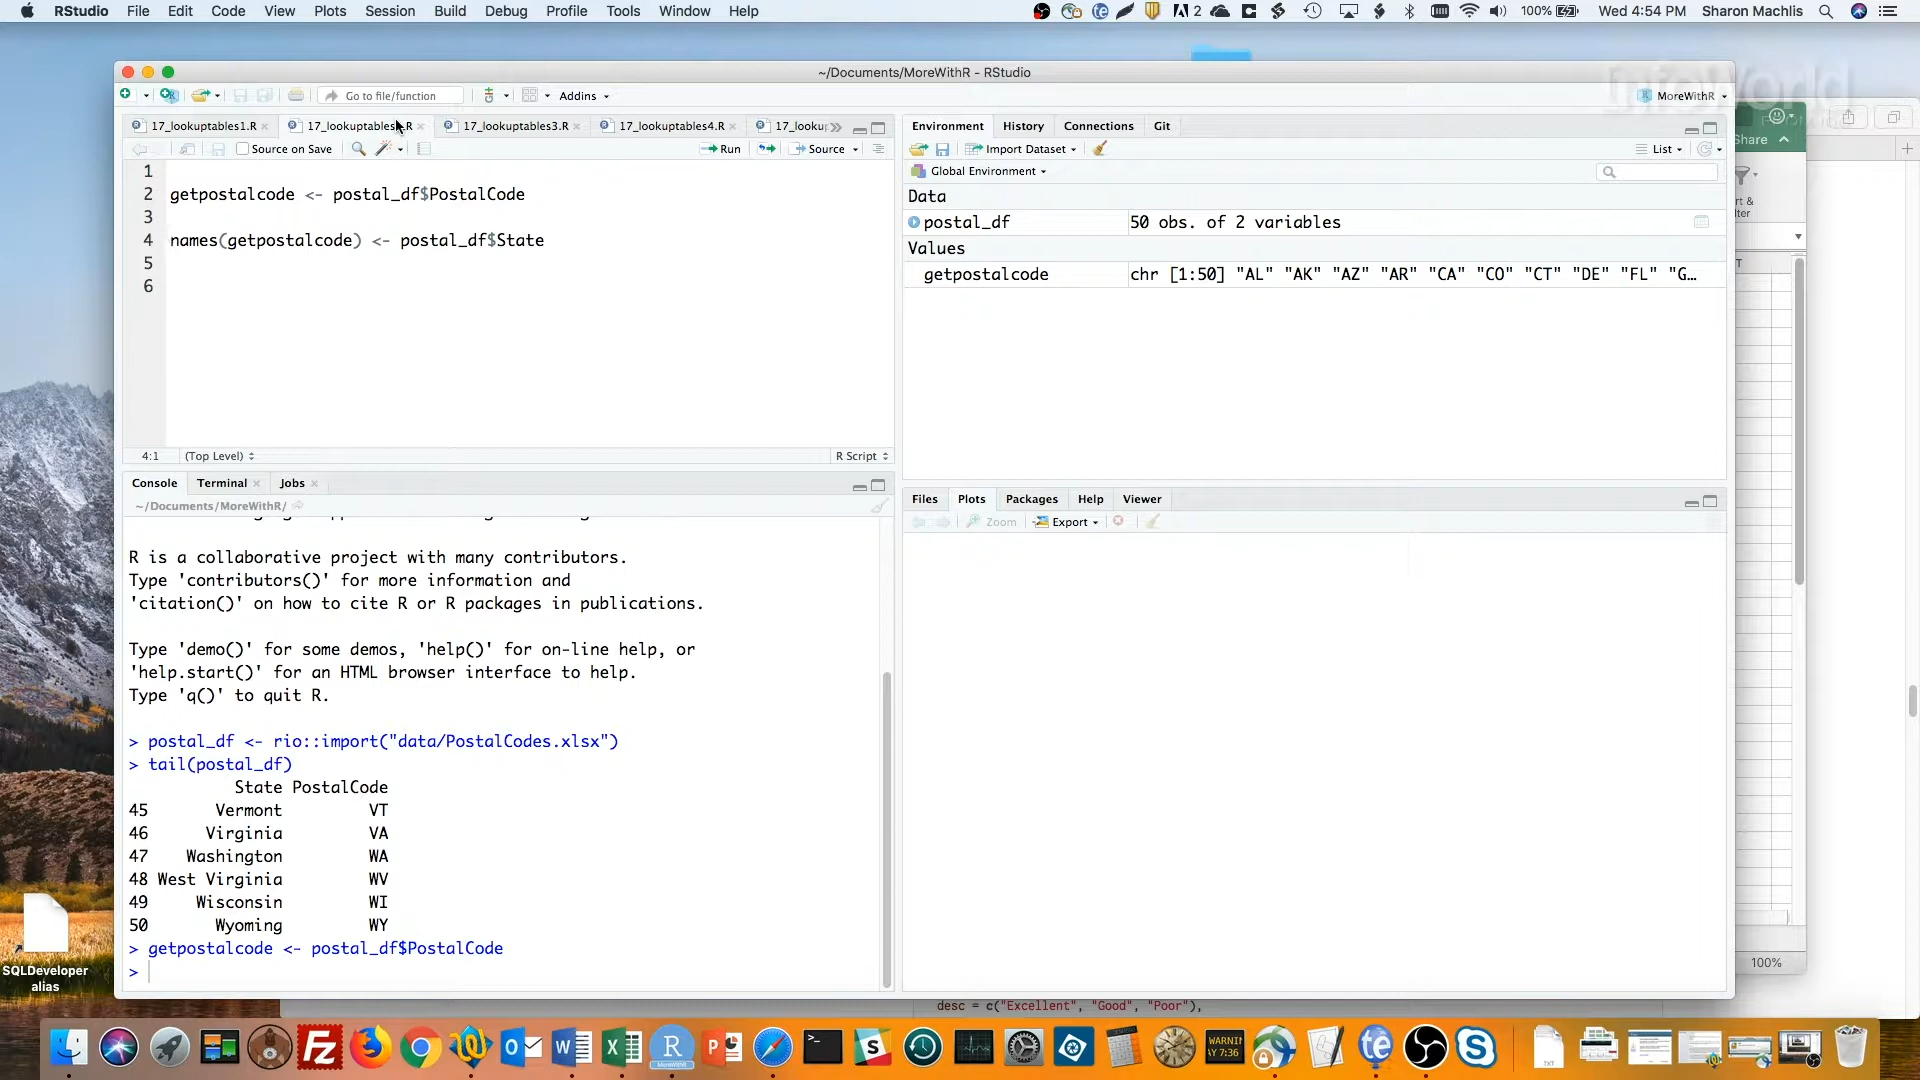 RStudio File Edit Code View Plots Session Build Debug Profile Tools Window Help
2 100% Wed 4:54 PM Sharon Machlis
~/Documents/MoreWithR - RStudio
InfoWorld
Go to file/function Addins MoreWithR
17_lookuptables1.R 17_lookuptables .R 17_lookuptables3.R 17_lookuptables4.R 17_looku
Source on Save Run Source
1
2 getpostalcode <- postal_df$PostalCode
3
4 names(getpostalcode) <- postal_df$State
5
6
4:1 (Top Level) R Script
Environment History Connections Git
Import Dataset List
Global Environment
Data
postal_df 50 obs. of 2 variables
Values
getpostalcode chr [1:50] "AL" "AK" "AZ" "AR" "CA" "CO" "CT" "DE" "FL" "G…
Share
rt &
lter
T
Console Terminal Jobs
~/Documents/MoreWithR/
R is a collaborative project with many contributors.
Type 'contributors()' for more information and
'citation()' on how to cite R or R packages in publications.
Type 'demo()' for some demos, 'help()' for on-line help, or
'help.start()' for an HTML browser interface to help.
Type 'q()' to quit R.
> postal_df <- rio::import("data/PostalCodes.xlsx")
> tail(postal_df)
State PostalCode
45 Vermont VT
46 Virginia VA
47 Washington WA
48 West Virginia WV
49 Wisconsin WI
50 Wyoming WY
> getpostalcode <- postal_df$PostalCode
>
Files Plots Packages Help Viewer
Zoom Export
100%
SQLDeveloper
alias
desc = c("Excellent", "Good", "Poor"),